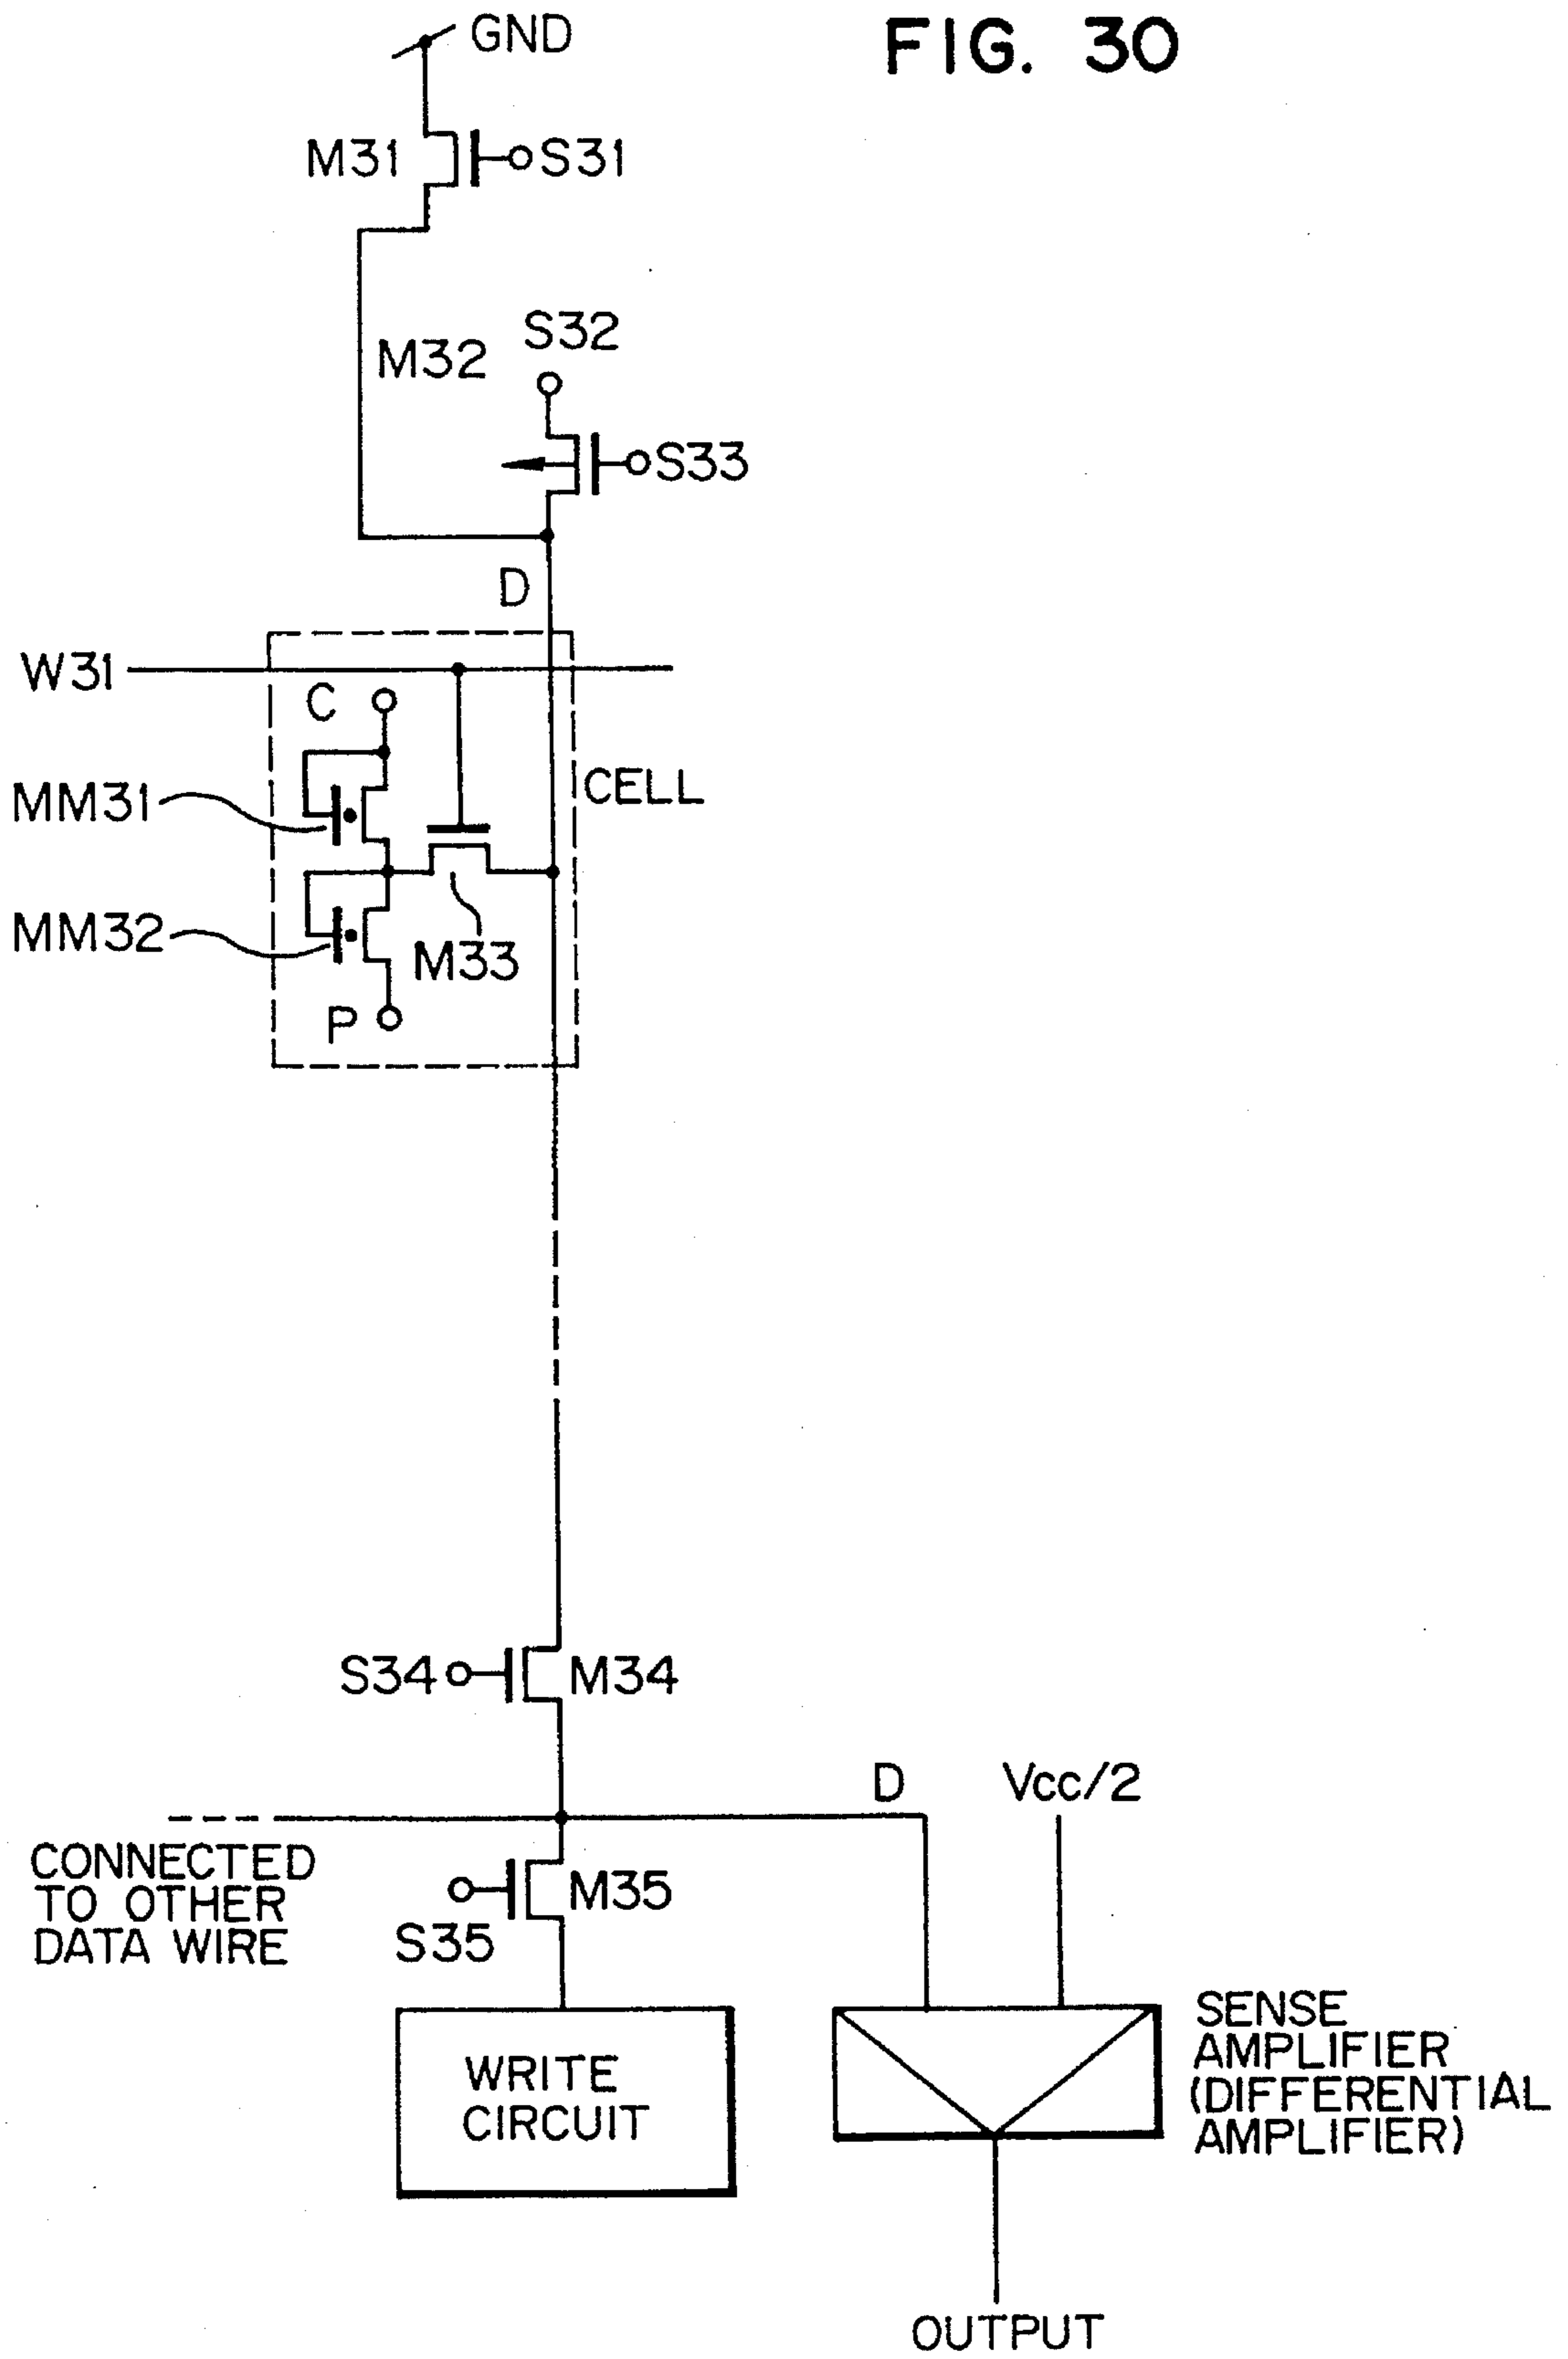 FIG. 30
GND
M31
S31
M32
S32
S33
D
W31
C
CELL
MM31
MM32
M33
P
S34
M34
D
Vcc/2
CONNECTED
TO OTHER
DATA WIRE
M35
S35
WRITE
CIRCUIT
SENSE
AMPLIFIER
(DIFFERENTIAL
AMPLIFIER)
OUTPUT